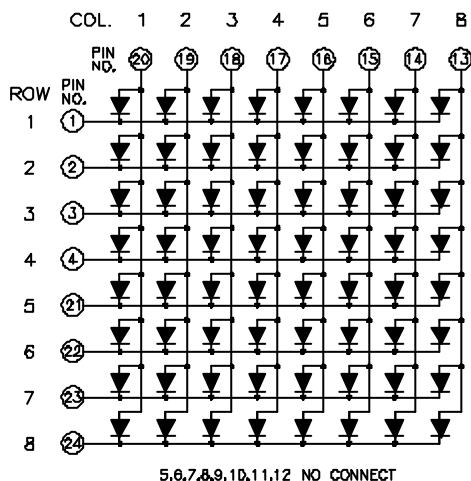 COL. 1 2 3 4 5 6 7 8
PIN NO. 20 19 18 17 16 15 14 13
ROW PIN NO.
1 1
2 2
3 3
4 4
5 21
6 22
7 23
8 24
5,6,7,8,9,10,11,12 NO CONNECT